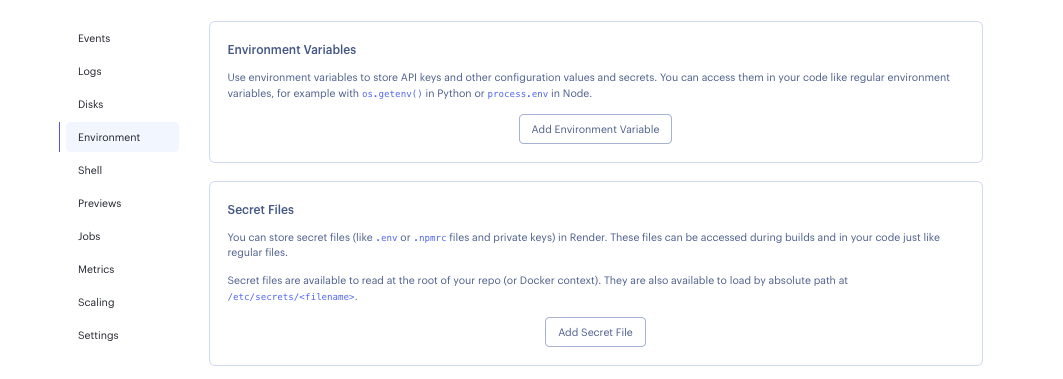 Events
Logs
Disks
Environment
Shell
Previews
Jobs
Metrics
Scaling
Settings
Environment Variables
Use environment variables to store API keys and other configuration values and secrets. You can access them in your code like regular environment
variables, for example with os.getenv() in Python or process.env in Node.
Add Environment Variable
Secret Files
You can store secret files (like .env or .npmrc files and private keys) in Render. These files can be accessed during builds and in your code just like
regular files.
Secret files are available to read at the root of your repo (or Docker context). They are also available to load by absolute path at
/etc/secrets/<filename>.
Add Secret File